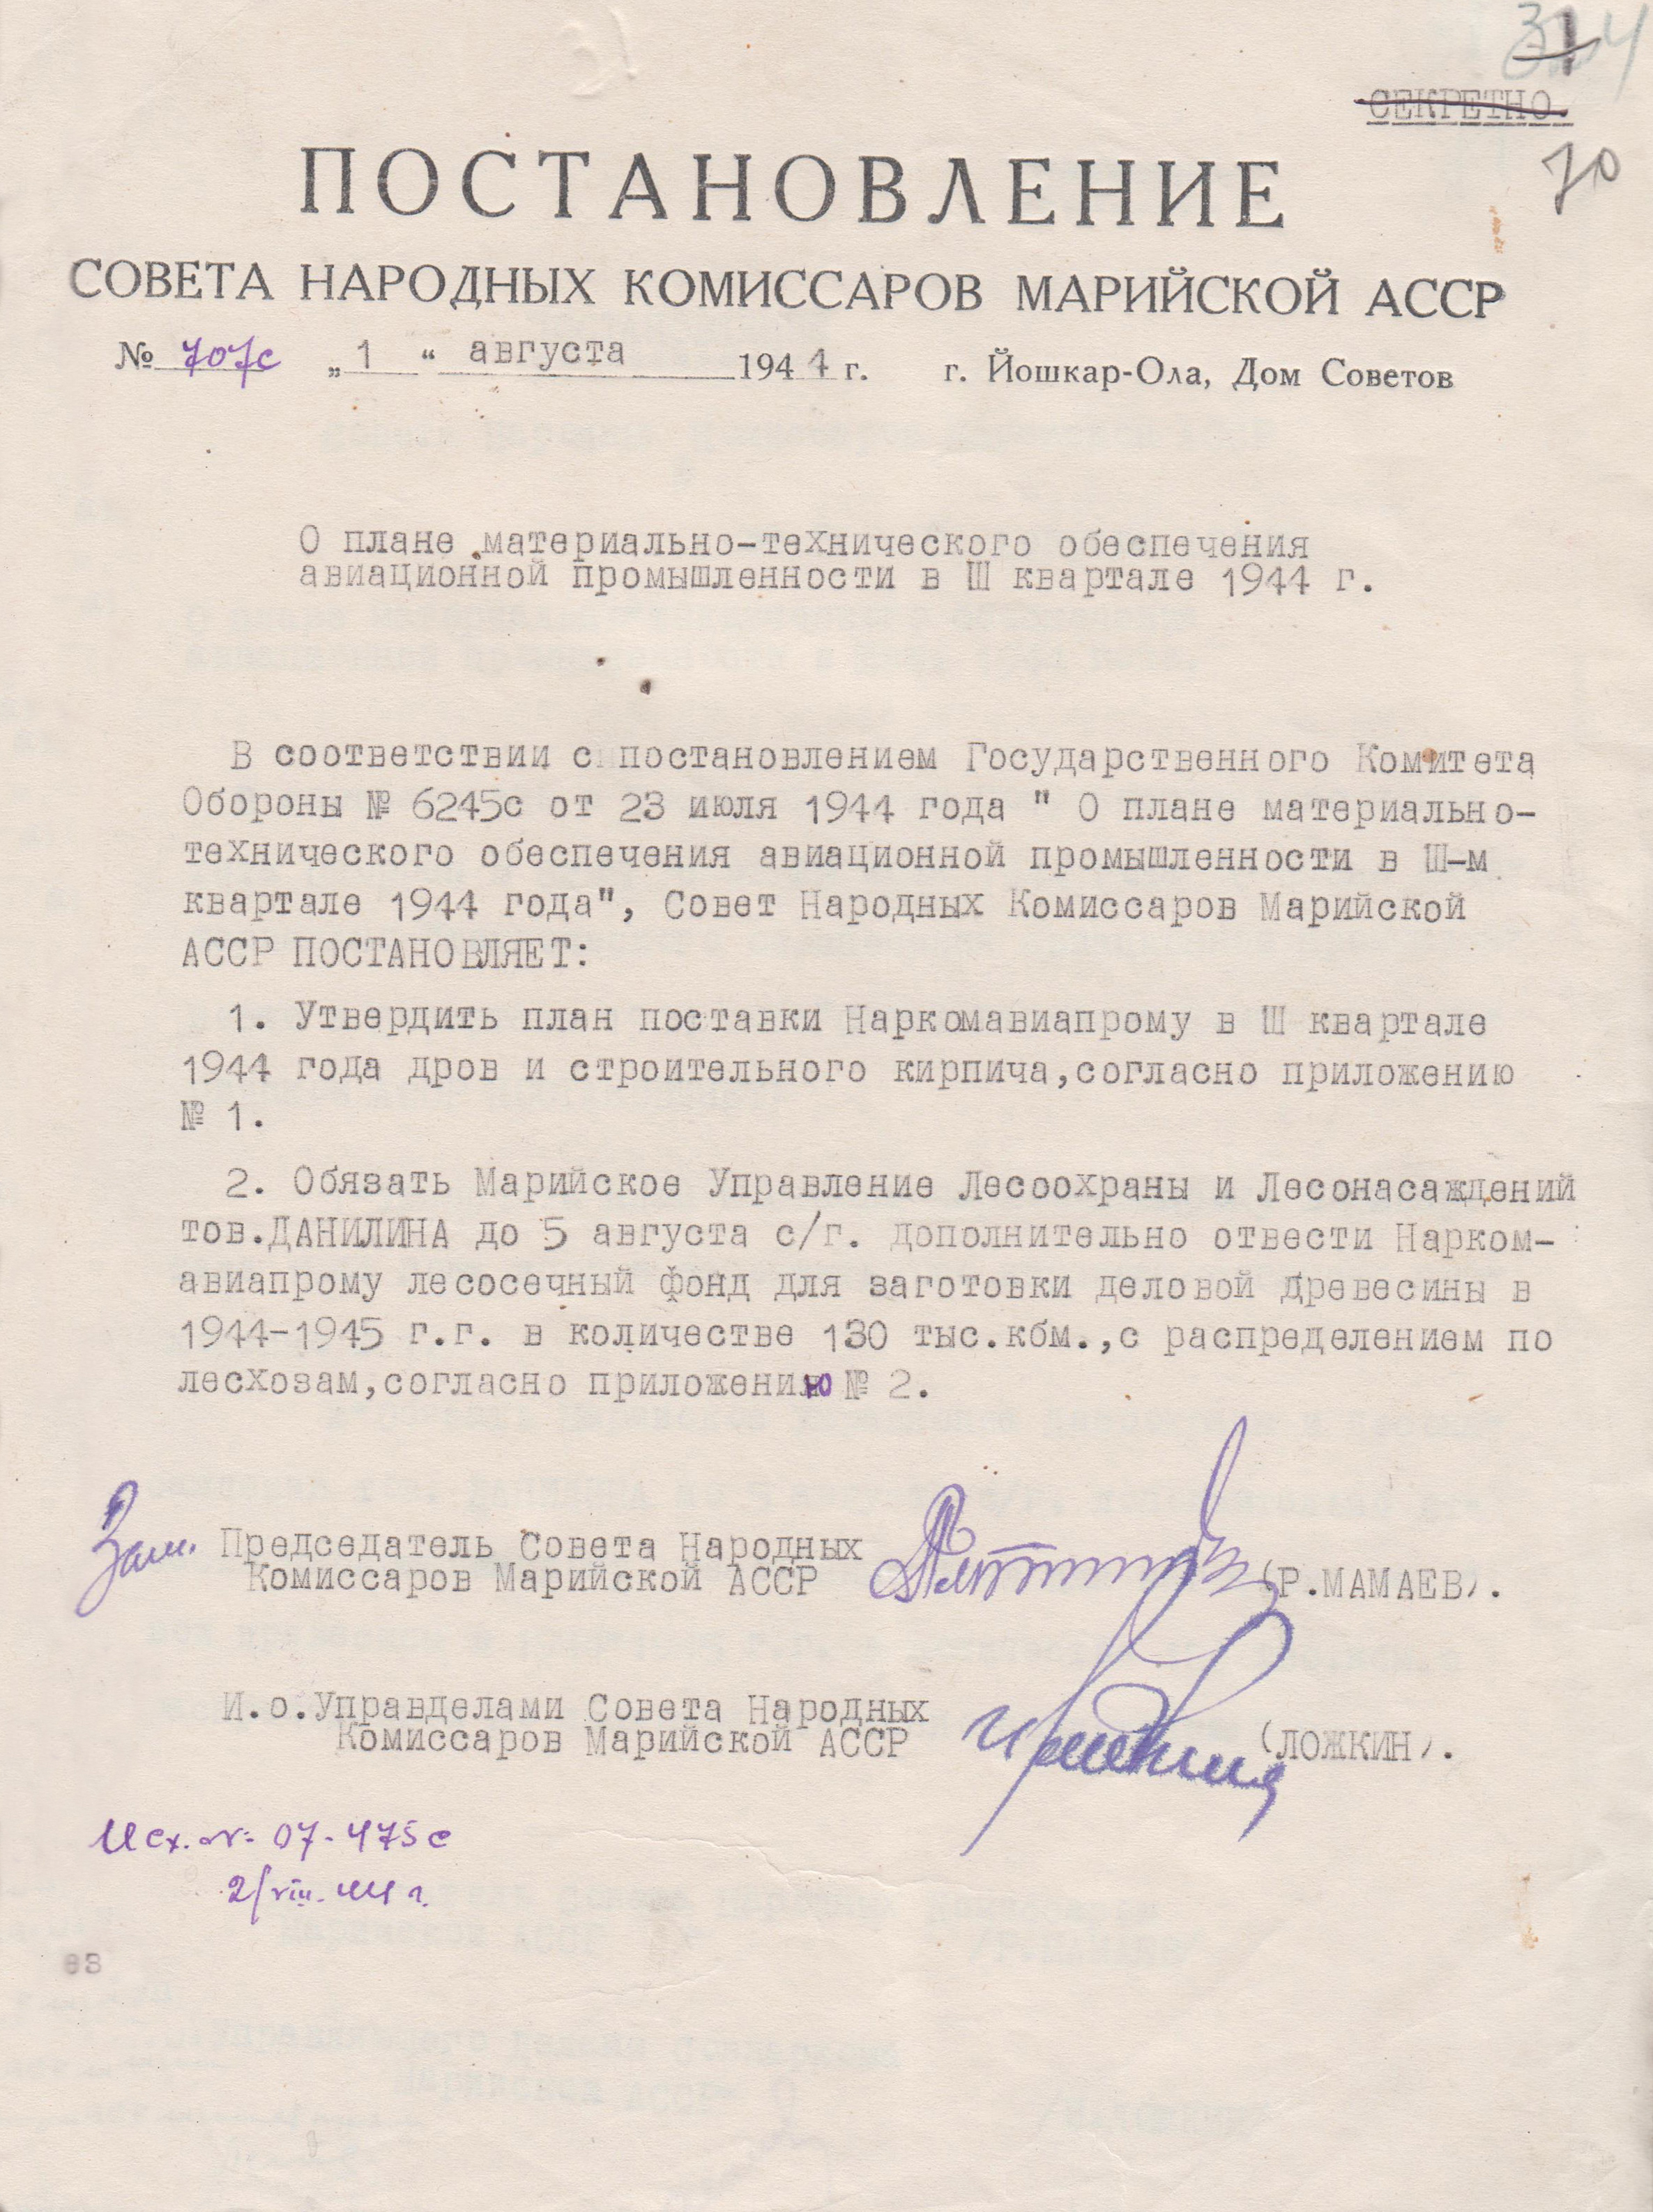 СЕКРЕТНО.
70
ПОСТАНОВЛЕНИЕ
СОВЕТА НАРОДНЫХ КОМИССАРОВ МАРИЙСКОЙ АССР
№ 707с „1“ августа 1944 г. г. Йошкар-Ола, Дом Советов
О плане материально-технического обеспечения
авиационной промышленности в Ш квартале 1944 г.
В соответствии с постановлением Государственного Комитета
Обороны № 6245с от 23 июля 1944 года " О плане материально-
технического обеспечения авиационной промышленности в Ш-м
квартале 1944 года", Совет Народных Комиссаров Марийской
АССР ПОСТАНОВЛЯЕТ:
1. Утвердить план поставки Наркомавиапрому в Ш квартале
1944 года дров и строительного кирпича,согласно приложению
№ 1.
2. Обязать Марийское Управление Лесоохраны и Лесонасаждений
тов.ДАНИЛИНА до 5 августа с/г. дополнительно отвести Нарком-
авиапрому лесосечный фонд для заготовки деловой древесины в
1944-1945 г.г. в количестве 130 тыс.кбм.,с распределением по
лесхозам,согласно приложению № 2.
Зам. Председатель Совета Народных
Комиссаров Марийской АССР (Р.МАМАЕВ).
И.о.Управделами Совета Народных
Комиссаров Марийской АССР (ЛОЖКИН).
Исх. № 07-475с
2/VIII-44 г.
ез